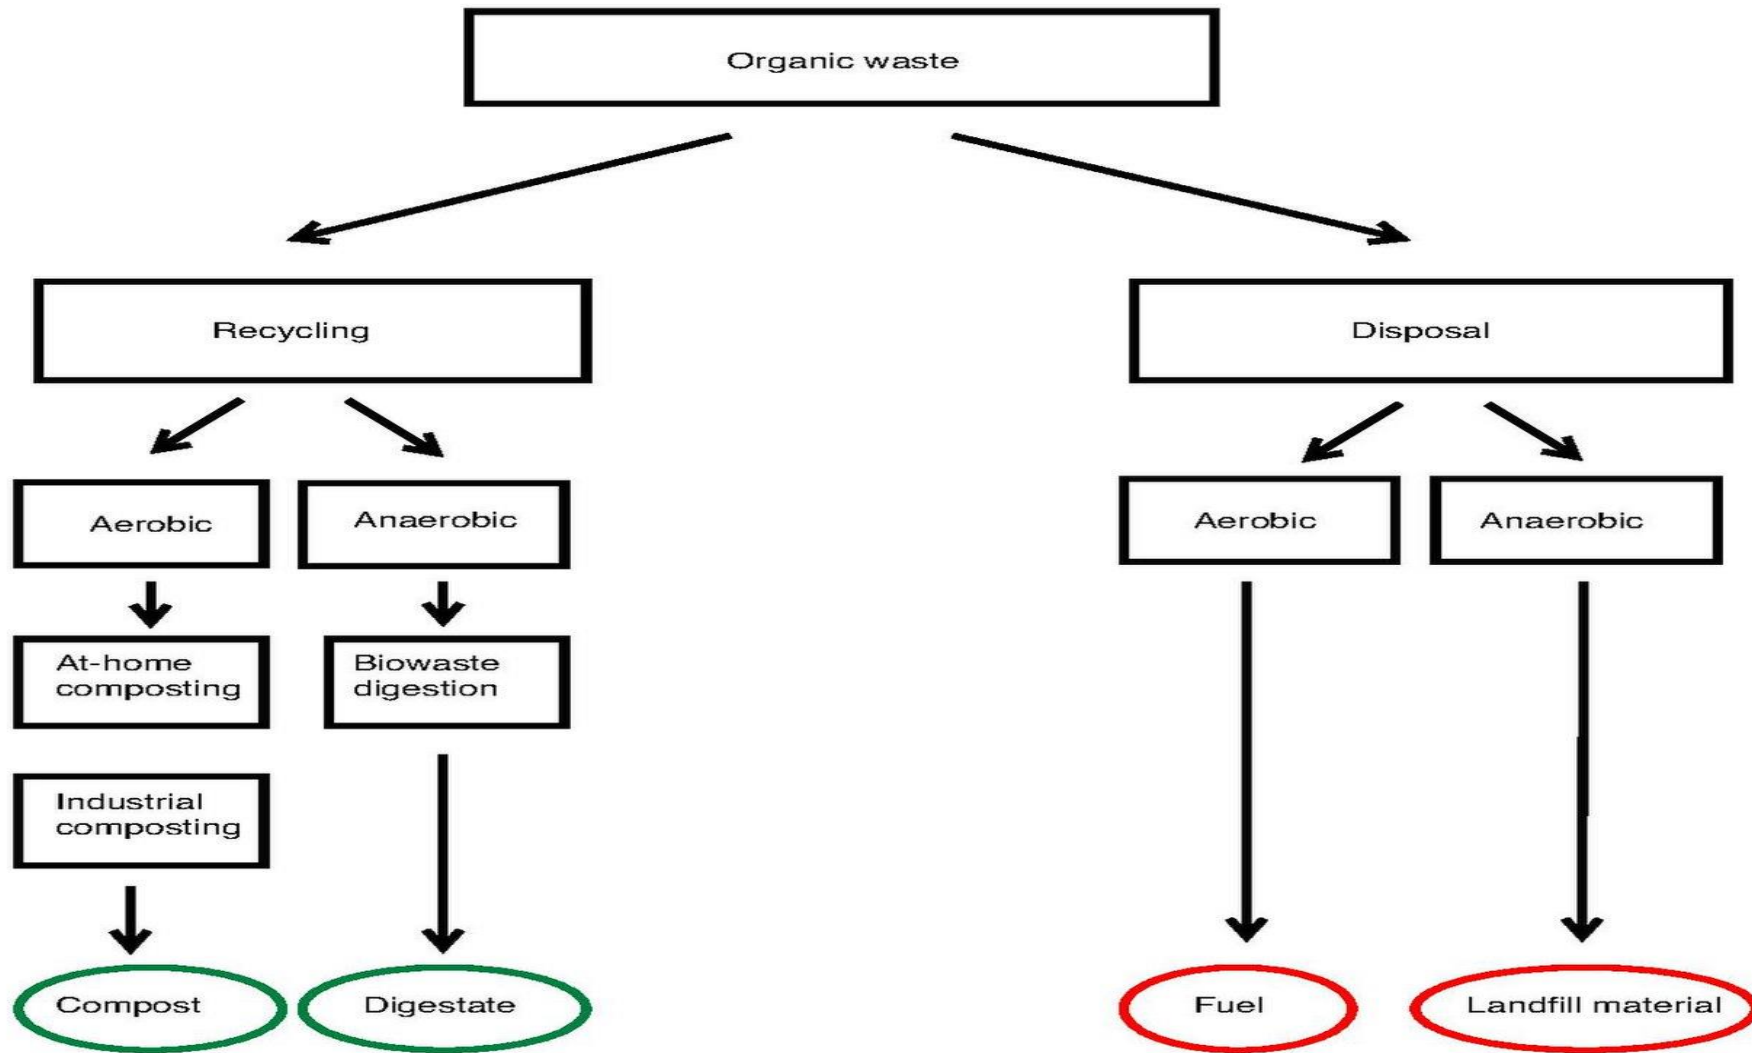 Organic waste
Recycling
Disposal
Aerobic
Anaerobic
Aerobic
Anaerobic
At-home
composting
Biowaste
digestion
Industrial
composting
Compost
Digestate
Fuel
Landfill material